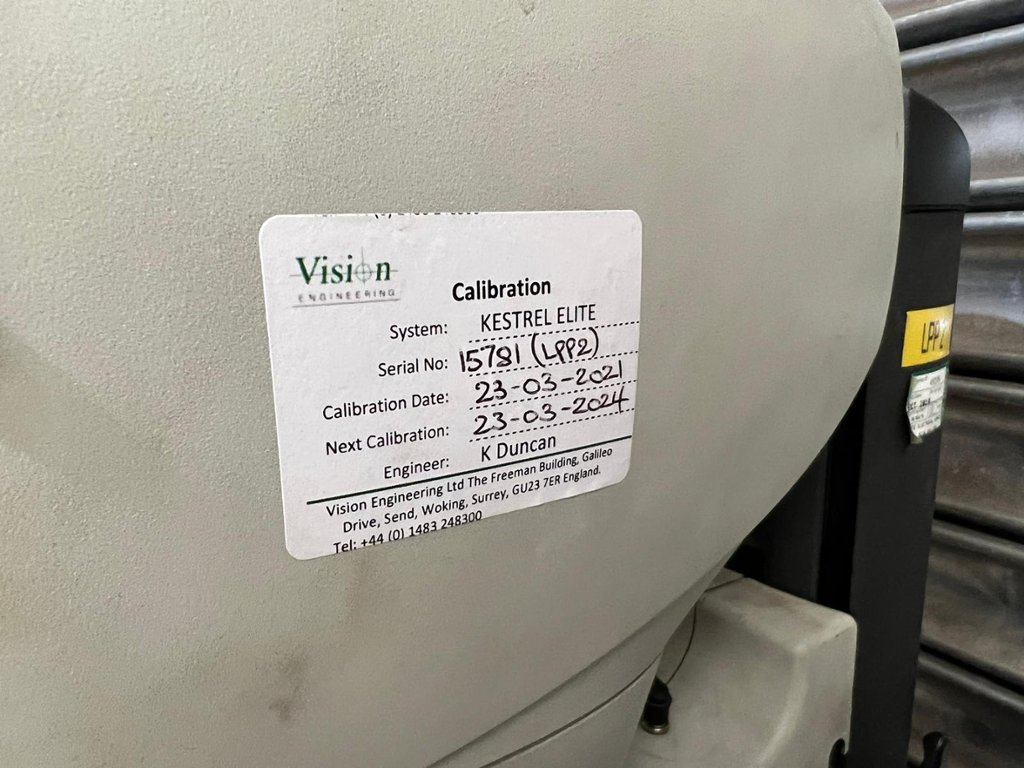 Vision
ENGINEERING
Calibration
System: KESTREL ELITE
Serial No: 15781 (LPP2)
Calibration Date: 23-03-2021
Next Calibration: 23-03-2024
Engineer: K Duncan
Vision Engineering Ltd The Freeman Building, Galileo
Drive, Send, Woking, Surrey, GU23 7ER England.
Tel: +44 (0) 1483 248300
LPP2